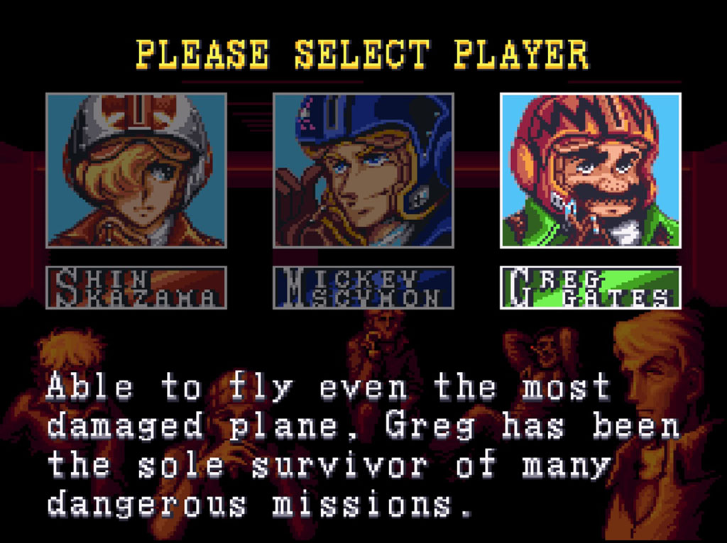 PLEASE SELECT PLAYER
SHIN
KAZAMA
MICKEY
SCYMON
GREG
GATES
Able to fly even the most
damaged plane, Greg has been
the sole survivor of many
dangerous missions.